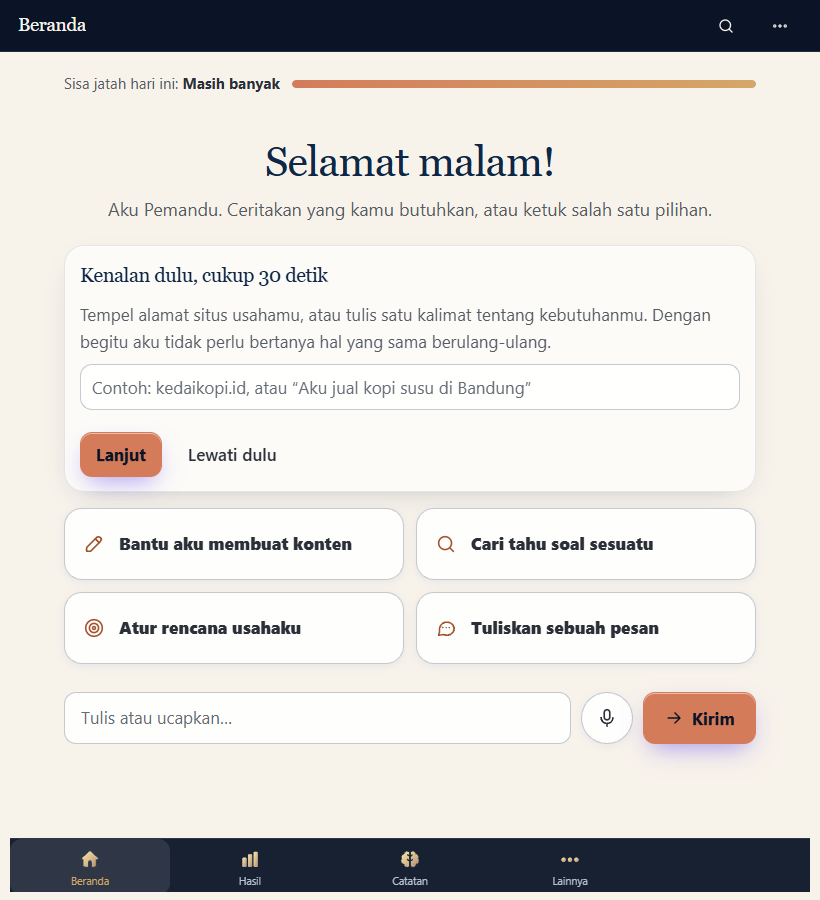 Beranda
Sisa jatah hari ini: Masih banyak
Selamat malam!
Aku Pemandu. Ceritakan yang kamu butuhkan, atau ketuk salah satu pilihan.
Kenalan dulu, cukup 30 detik
Tempel alamat situs usahamu, atau tulis satu kalimat tentang kebutuhanmu. Dengan
begitu aku tidak perlu bertanya hal yang sama berulang-ulang.
Contoh: kedaikopi.id, atau “Aku jual kopi susu di Bandung”
Lanjut
Lewati dulu
Bantu aku membuat konten
Cari tahu soal sesuatu
Atur rencana usahaku
Tuliskan sebuah pesan
Tulis atau ucapkan...
Kirim
Beranda
Hasil
Catatan
Lainnya